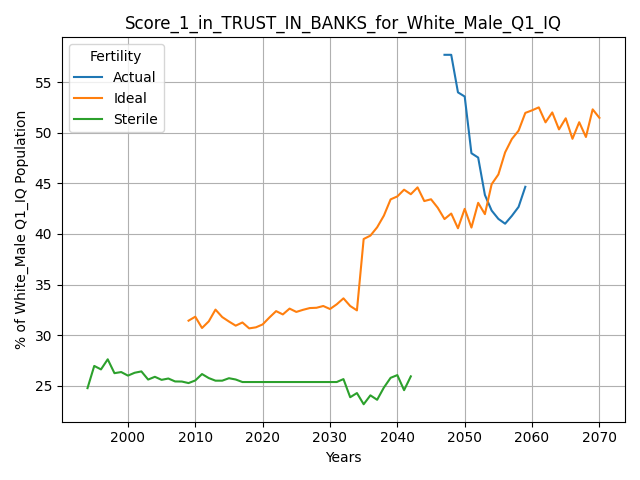 Score_1_in_TRUST_IN_BANKS_for_White_Male_Q1_IQ
Fertility
Actual
Ideal
Sterile
% of White_Male Q1_IQ Population
55
50
45
40
35
30
25
2000
2010
2020
2030
2040
2050
2060
2070
Years